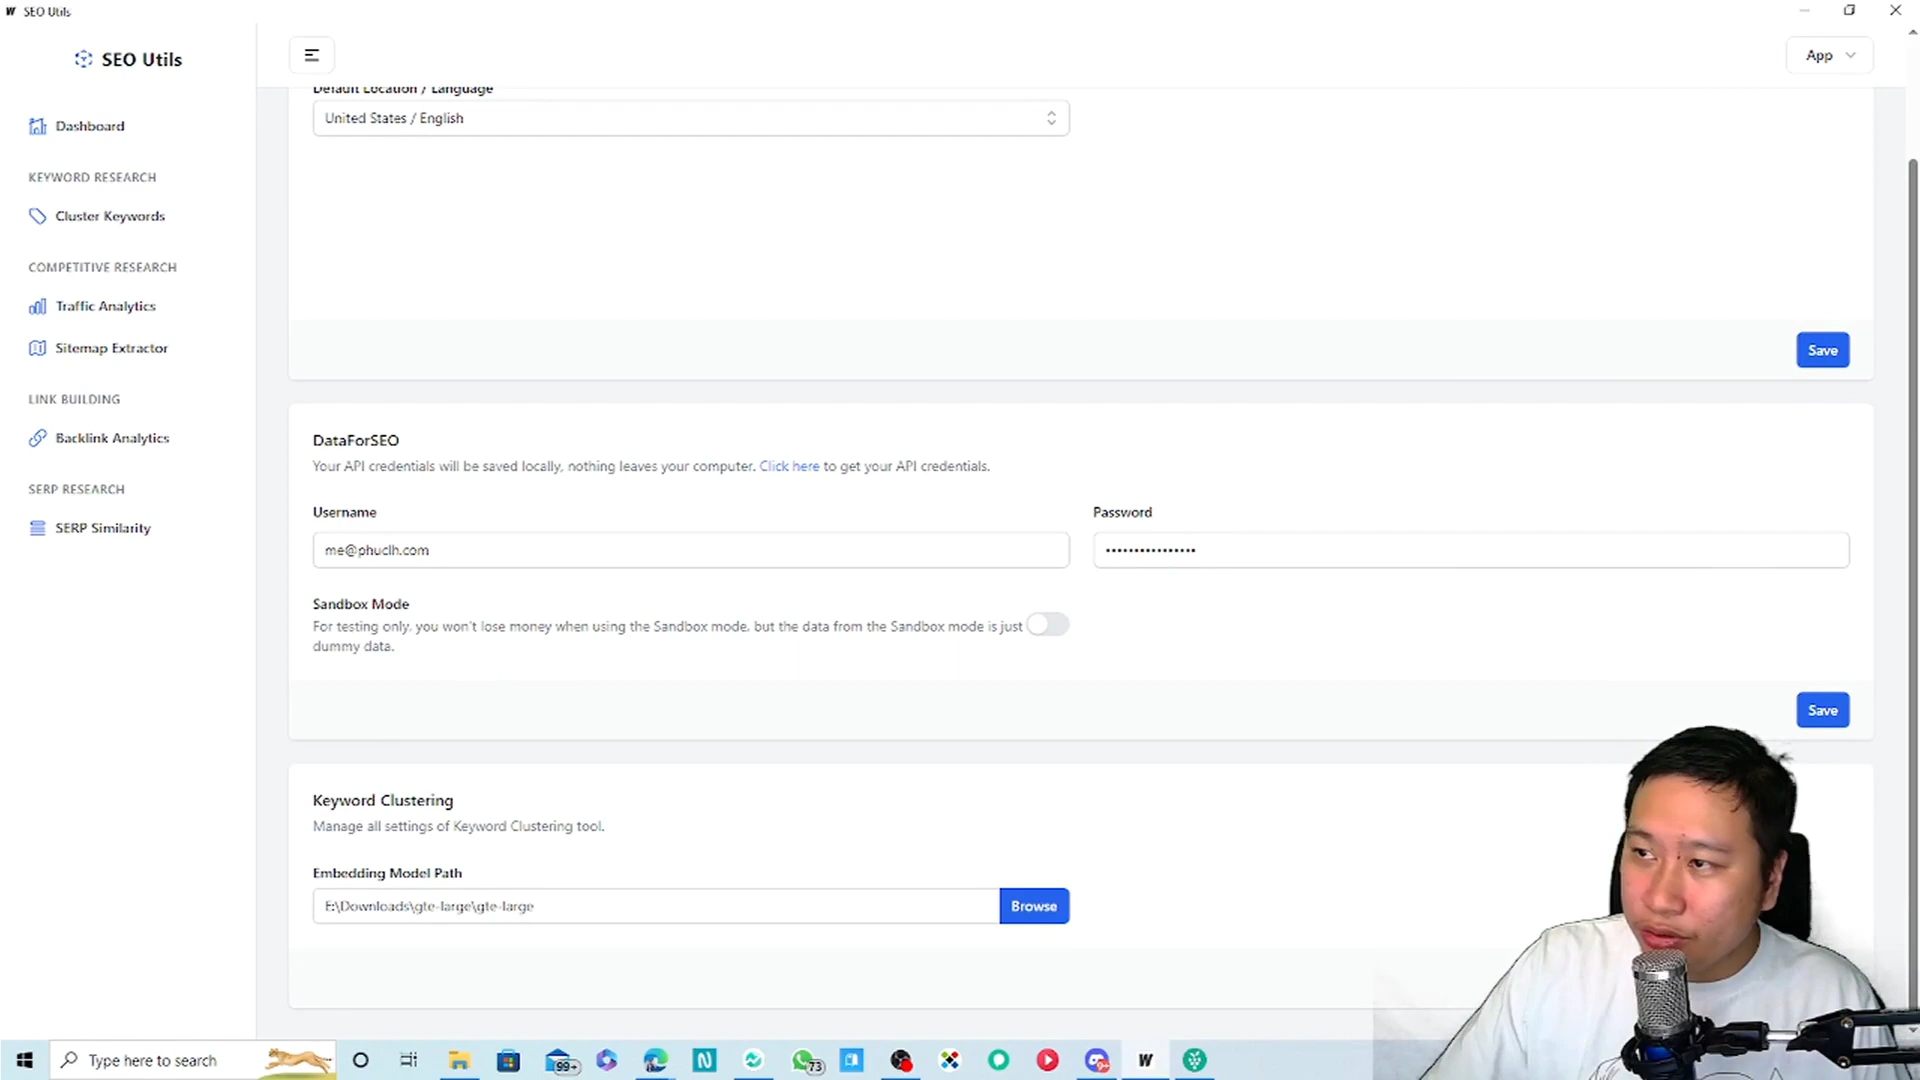 SEO Utils
SEO Utils
App
Dashboard
KEYWORD RESEARCH
Cluster Keywords
COMPETITIVE RESEARCH
Traffic Analytics
Sitemap Extractor
LINK BUILDING
Backlink Analytics
SERP RESEARCH
SERP Similarity
Default Location / Language
United States / English
Save
DataForSEO
Your API credentials will be saved locally, nothing leaves your computer. Click here to get your API credentials.
Username
Password
me@phuclh.com
••••••••••••••••
Sandbox Mode
For testing only, you won't lose money when using the Sandbox mode, but the data from the Sandbox mode is just
dummy data.
Save
Keyword Clustering
Manage all settings of Keyword Clustering tool.
Embedding Model Path
E:\Downloads\gte-large\gte-large
Browse
Type here to search
99+
73